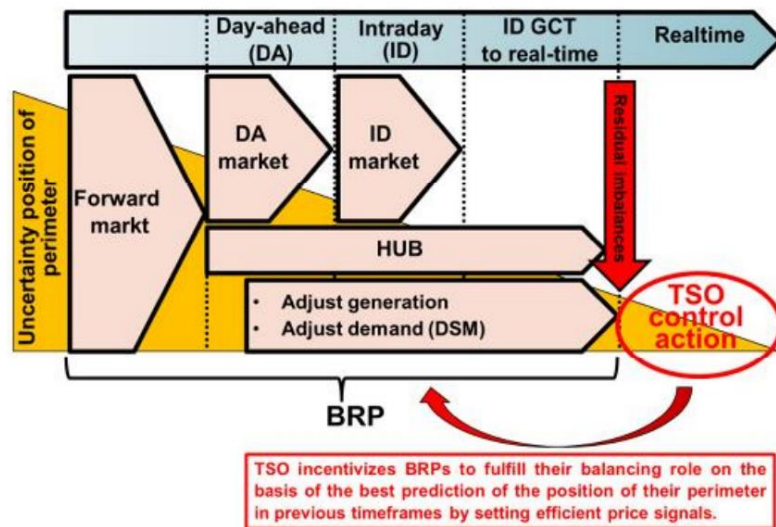 Day-ahead
(DA)
Intraday
(ID)
ID GCT
to real-time
Realtime
Uncertainty position of
perimeter
Forward
markt
DA
market
ID
market
Residual imbalances
HUB
• Adjust generation
• Adjust demand (DSM)
TSO
control
action
BRP
TSO incentivizes BRPs to fulfill their balancing role on the
basis of the best prediction of the position of their perimeter
in previous timeframes by setting efficient price signals.